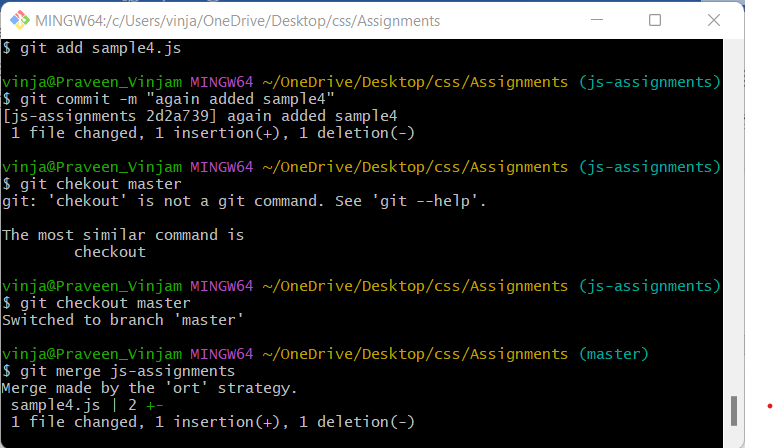 MINGW64:/c/Users/vinja/OneDrive/Desktop/css/Assignments
$ git add sample4.js
vinja@Praveen_Vinjam MINGW64 ~/OneDrive/Desktop/css/Assignments (js-assignments)
$ git commit -m "again added sample4"
[js-assignments 2d2a739] again added sample4
 1 file changed, 1 insertion(+), 1 deletion(-)
vinja@Praveen_Vinjam MINGW64 ~/OneDrive/Desktop/css/Assignments (js-assignments)
$ git chekout master
git: 'chekout' is not a git command. See 'git --help'.
The most similar command is
        checkout
vinja@Praveen_Vinjam MINGW64 ~/OneDrive/Desktop/css/Assignments (js-assignments)
$ git checkout master
Switched to branch 'master'
vinja@Praveen_Vinjam MINGW64 ~/OneDrive/Desktop/css/Assignments (master)
$ git merge js-assignments
Merge made by the 'ort' strategy.
 sample4.js | 2 +-
 1 file changed, 1 insertion(+), 1 deletion(-)